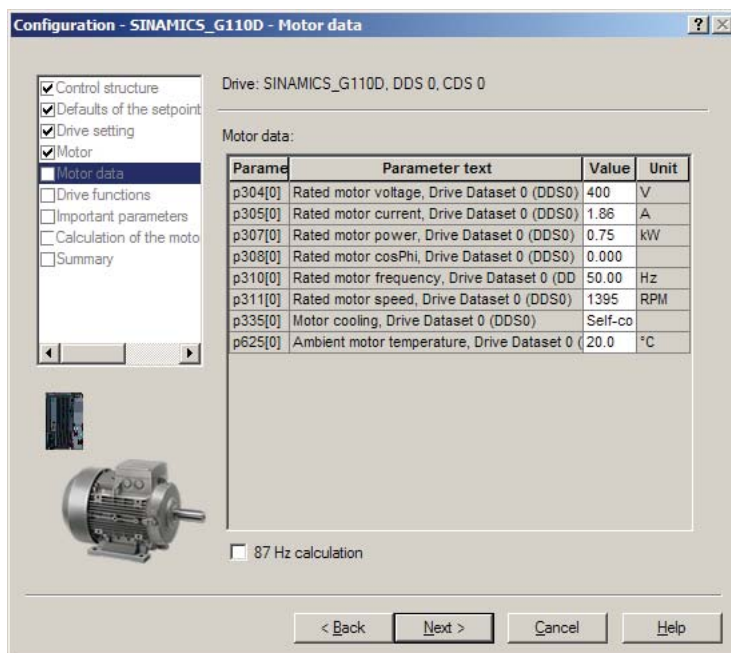 Configuration - SINAMICS_G110D - Motor data
Control structure
Defaults of the setpoint
Drive setting
Motor
Motor data
Drive functions
Important parameters
Calculation of the moto
Summary
Drive: SINAMICS_G110D, DDS 0, CDS 0
Motor data:
Parame Parameter text Value Unit
p304[0] Rated motor voltage, Drive Dataset 0 (DDS0) 400 V
p305[0] Rated motor current, Drive Dataset 0 (DDS0) 1.86 A
p307[0] Rated motor power, Drive Dataset 0 (DDS0) 0.75 kW
p308[0] Rated motor cosPhi, Drive Dataset 0 (DDS0) 0.000
p310[0] Rated motor frequency, Drive Dataset 0 (DD 50.00 Hz
p311[0] Rated motor speed, Drive Dataset 0 (DDS0) 1395 RPM
p335[0] Motor cooling, Drive Dataset 0 (DDS0) Self-co
p625[0] Ambient motor temperature, Drive Dataset 0 ( 20.0 °C
87 Hz calculation
< Back Next > Cancel Help